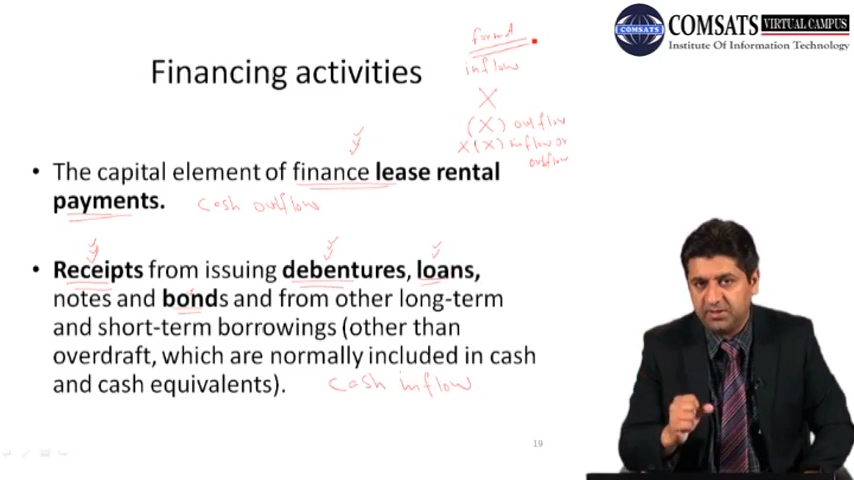 COMSATS VIRTUAL CAMPUS
Institute Of Information Technology
Financing activities
format
inflow
X
(X) outflow
X(X) inflow or
outflow
• The capital element of finance lease rental
payments. cash outflow
• Receipts from issuing debentures, loans,
notes and bonds and from other long-term
and short-term borrowings (other than
overdraft, which are normally included in cash
and cash equivalents). cash inflow
19